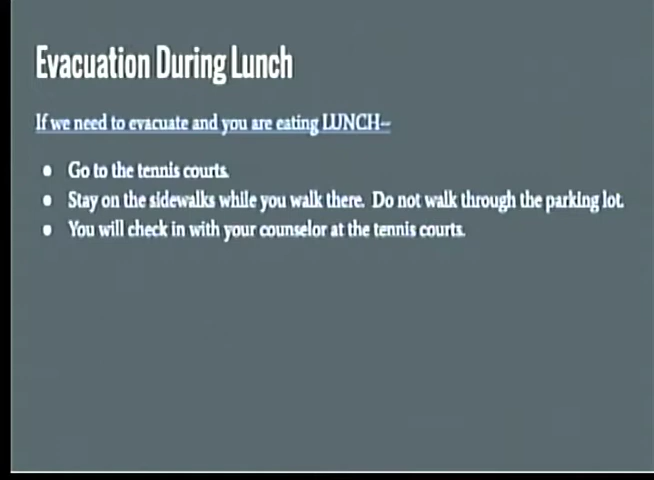 Evacuation During Lunch
If we need to evacuate and you are eating LUNCH--
Go to the tennis courts.
Stay on the sidewalks while you walk there. Do not walk through the parking lot.
You will check in with your counselor at the tennis courts.